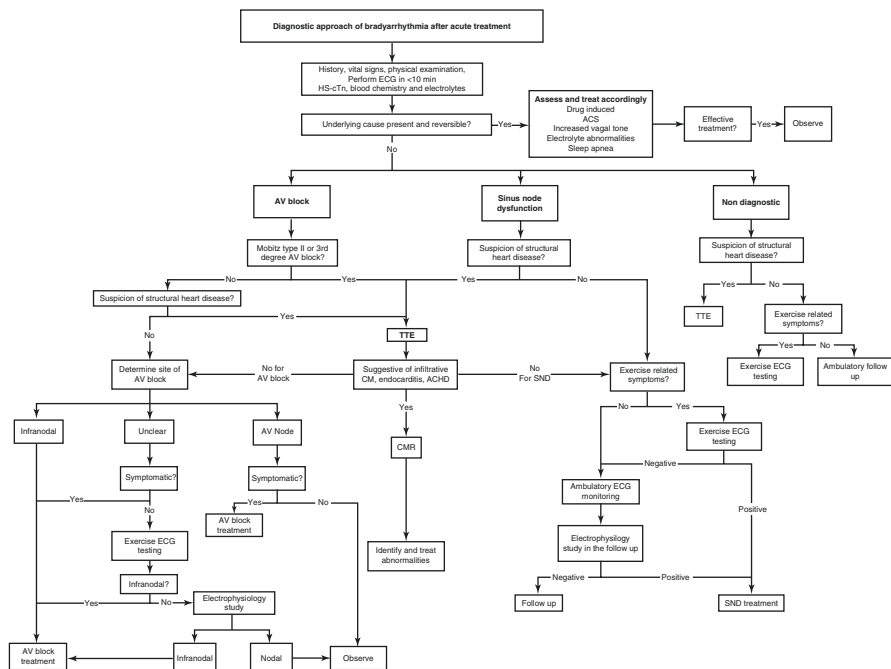 Diagnostic approach of bradyarrhythmia after acute treatment
History, vital signs, physical examination,
Perform ECG in <10 min
HS-cTn, blood chemistry and electrolytes
Underlying cause present and reversible?
Yes
Assess and treat accordingly
Drug induced
ACS
Increased vagal tone
Electrolyte abnormalities
Sleep apnea
Effective
treatment?
Yes
Observe
No
AV block
Sinus node
dysfunction
Non diagnostic
Mobitz type II or 3rd
degree AV block?
Suspicion of structural
heart disease?
Suspicion of structural
heart disease?
No
Yes
Yes
No
Yes
No
Suspicion of structural heart disease?
TTE
Exercise related
symptoms?
No
Yes
TTE
Yes
No
Exercise ECG
testing
Ambulatory follow
up
Determine site of
AV block
No for
AV block
Suggestive of infiltrative
CM, endocarditis, ACHD
No
For SND
Exercise related
symptoms?
Yes
No
Yes
Infranodal
Unclear
AV Node
CMR
Exercise ECG
testing
Negative
Symptomatic?
Symptomatic?
Ambulatory ECG
monitoring
Yes
No
Yes
No
Positive
AV block
treatment
Exercise ECG
testing
Identify and treat
abnormalities
Electrophysilogy
study in the follow up
Infranodal?
Negative
Positive
Yes
No
Electrophysiology
study
Follow up
SND treatment
AV block
treatment
Infranodal
Nodal
Observe